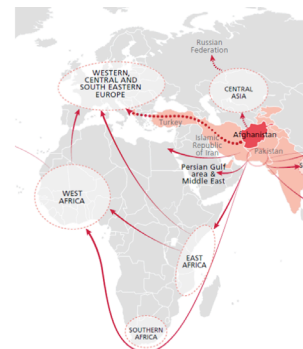 Russian
Federation
WESTERN,
CENTRAL AND
SOUTH EASTERN
EUROPE
CENTRAL
ASIA
Turkey
Afghanistan
Islamic
Republic
of Iran
Pakistan
Persian Gulf
area &
Middle East
WEST
AFRICA
EAST
AFRICA
SOUTHERN
AFRICA